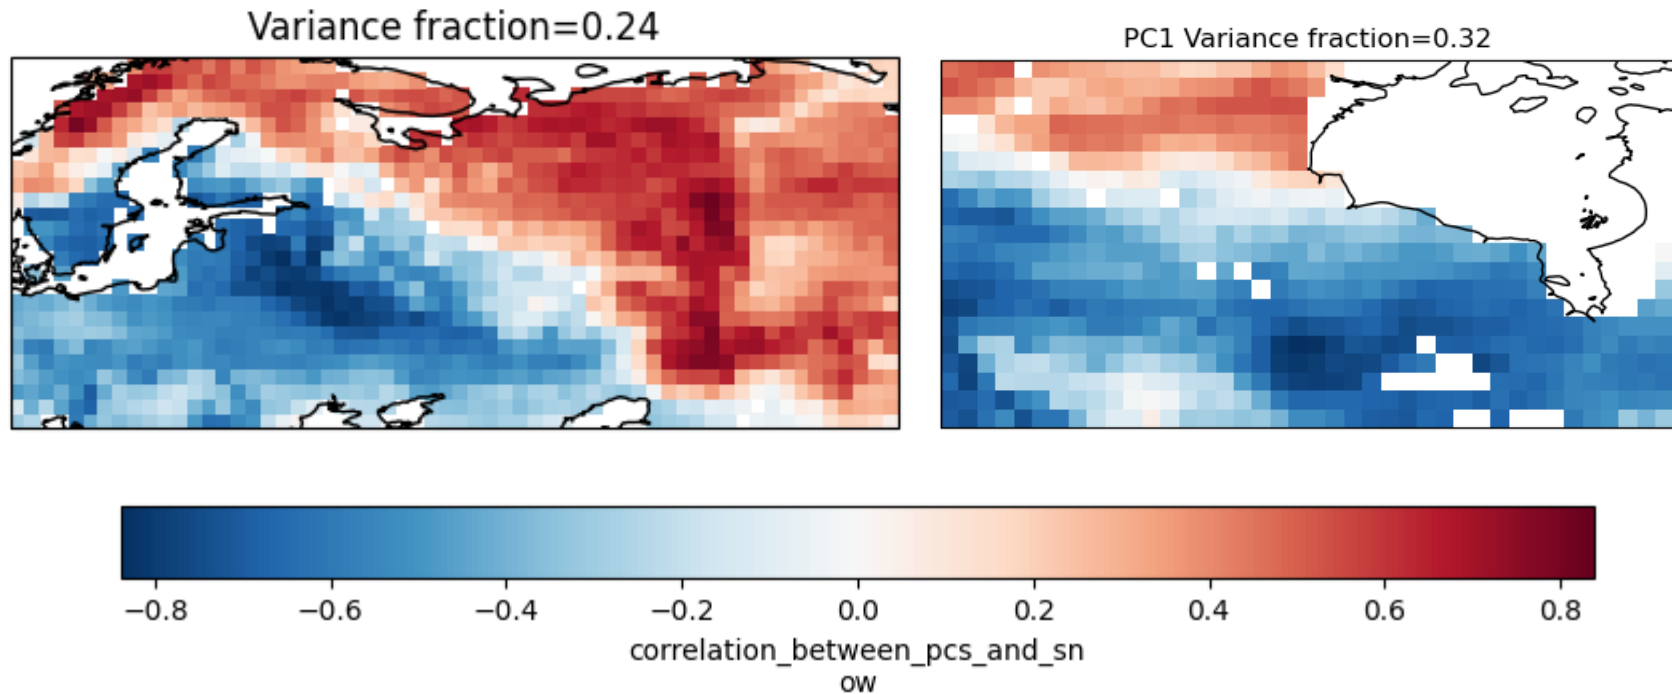 Variance fraction=0.24
PC1 Variance fraction=0.32
−0.8 −0.6 −0.4 −0.2 0.0 0.2 0.4 0.6 0.8
correlation_between_pcs_and_sn
ow